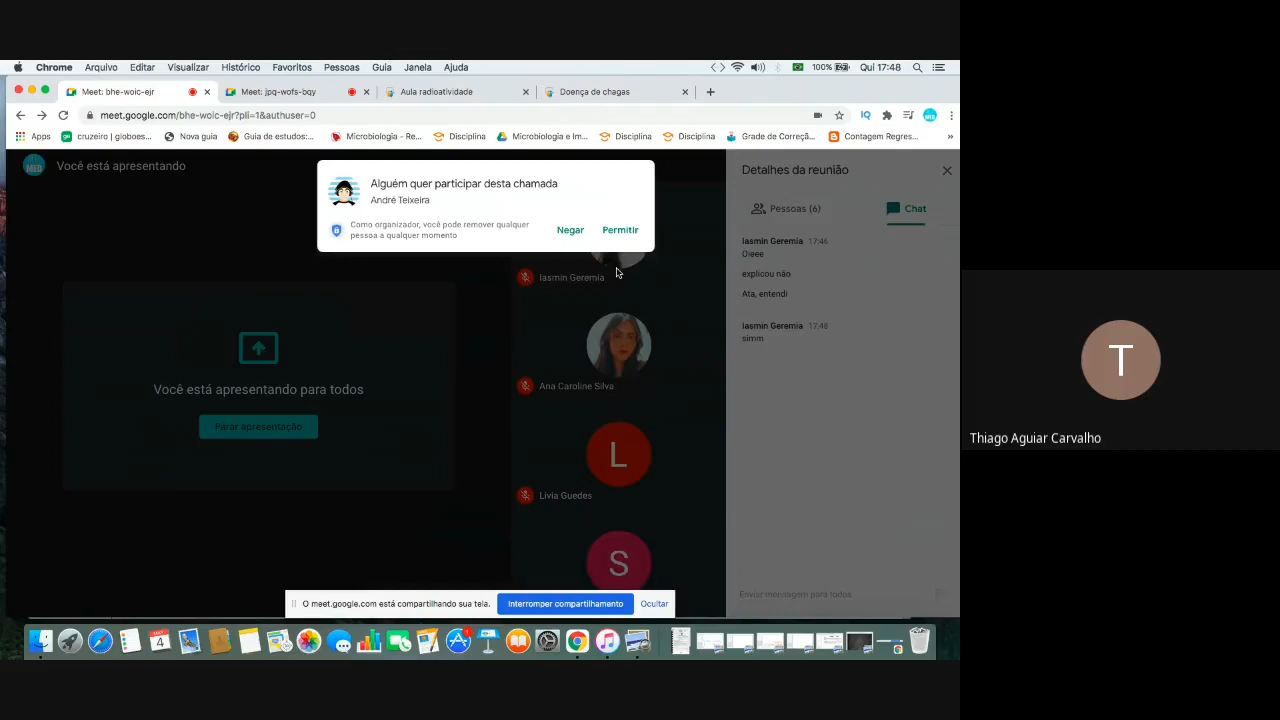 Chrome Arquivo Editar Visualizar Histórico Favoritos Pessoas Guia Janela Ajuda 100% Qui 17:48
Meet: bhe-woic-ejr Meet: jpq-wofs-bqy Aula radioatividade Doença de chagas
meet.google.com/bhe-woic-ejr?pli=1&authuser=0 IQ MED
Apps cruzeiro | globoes... Nova guia Guia de estudos:... Microbiologia - Re... Disciplina Microbiologia e Im... Disciplina Disciplina Grade de Correçã... Contagem Regres... »
MED Você está apresentando
Alguém quer participar desta chamada
André Teixeira
Como organizador, você pode remover qualquer
pessoa a qualquer momento
Negar Permitir
Iasmin Geremia
Ana Caroline Silva
L
Livia Guedes
S
Você está apresentando para todos
Parar apresentação
Detalhes da reunião
Pessoas (6) Chat
Iasmin Geremia 17:46
Oieee
explicou não
Ata, entendi
Iasmin Geremia 17:48
simm
Enviar mensagem para todos
O meet.google.com está compartilhando sua tela. Interromper compartilhamento Ocultar
4
1
T
Thiago Aguiar Carvalho